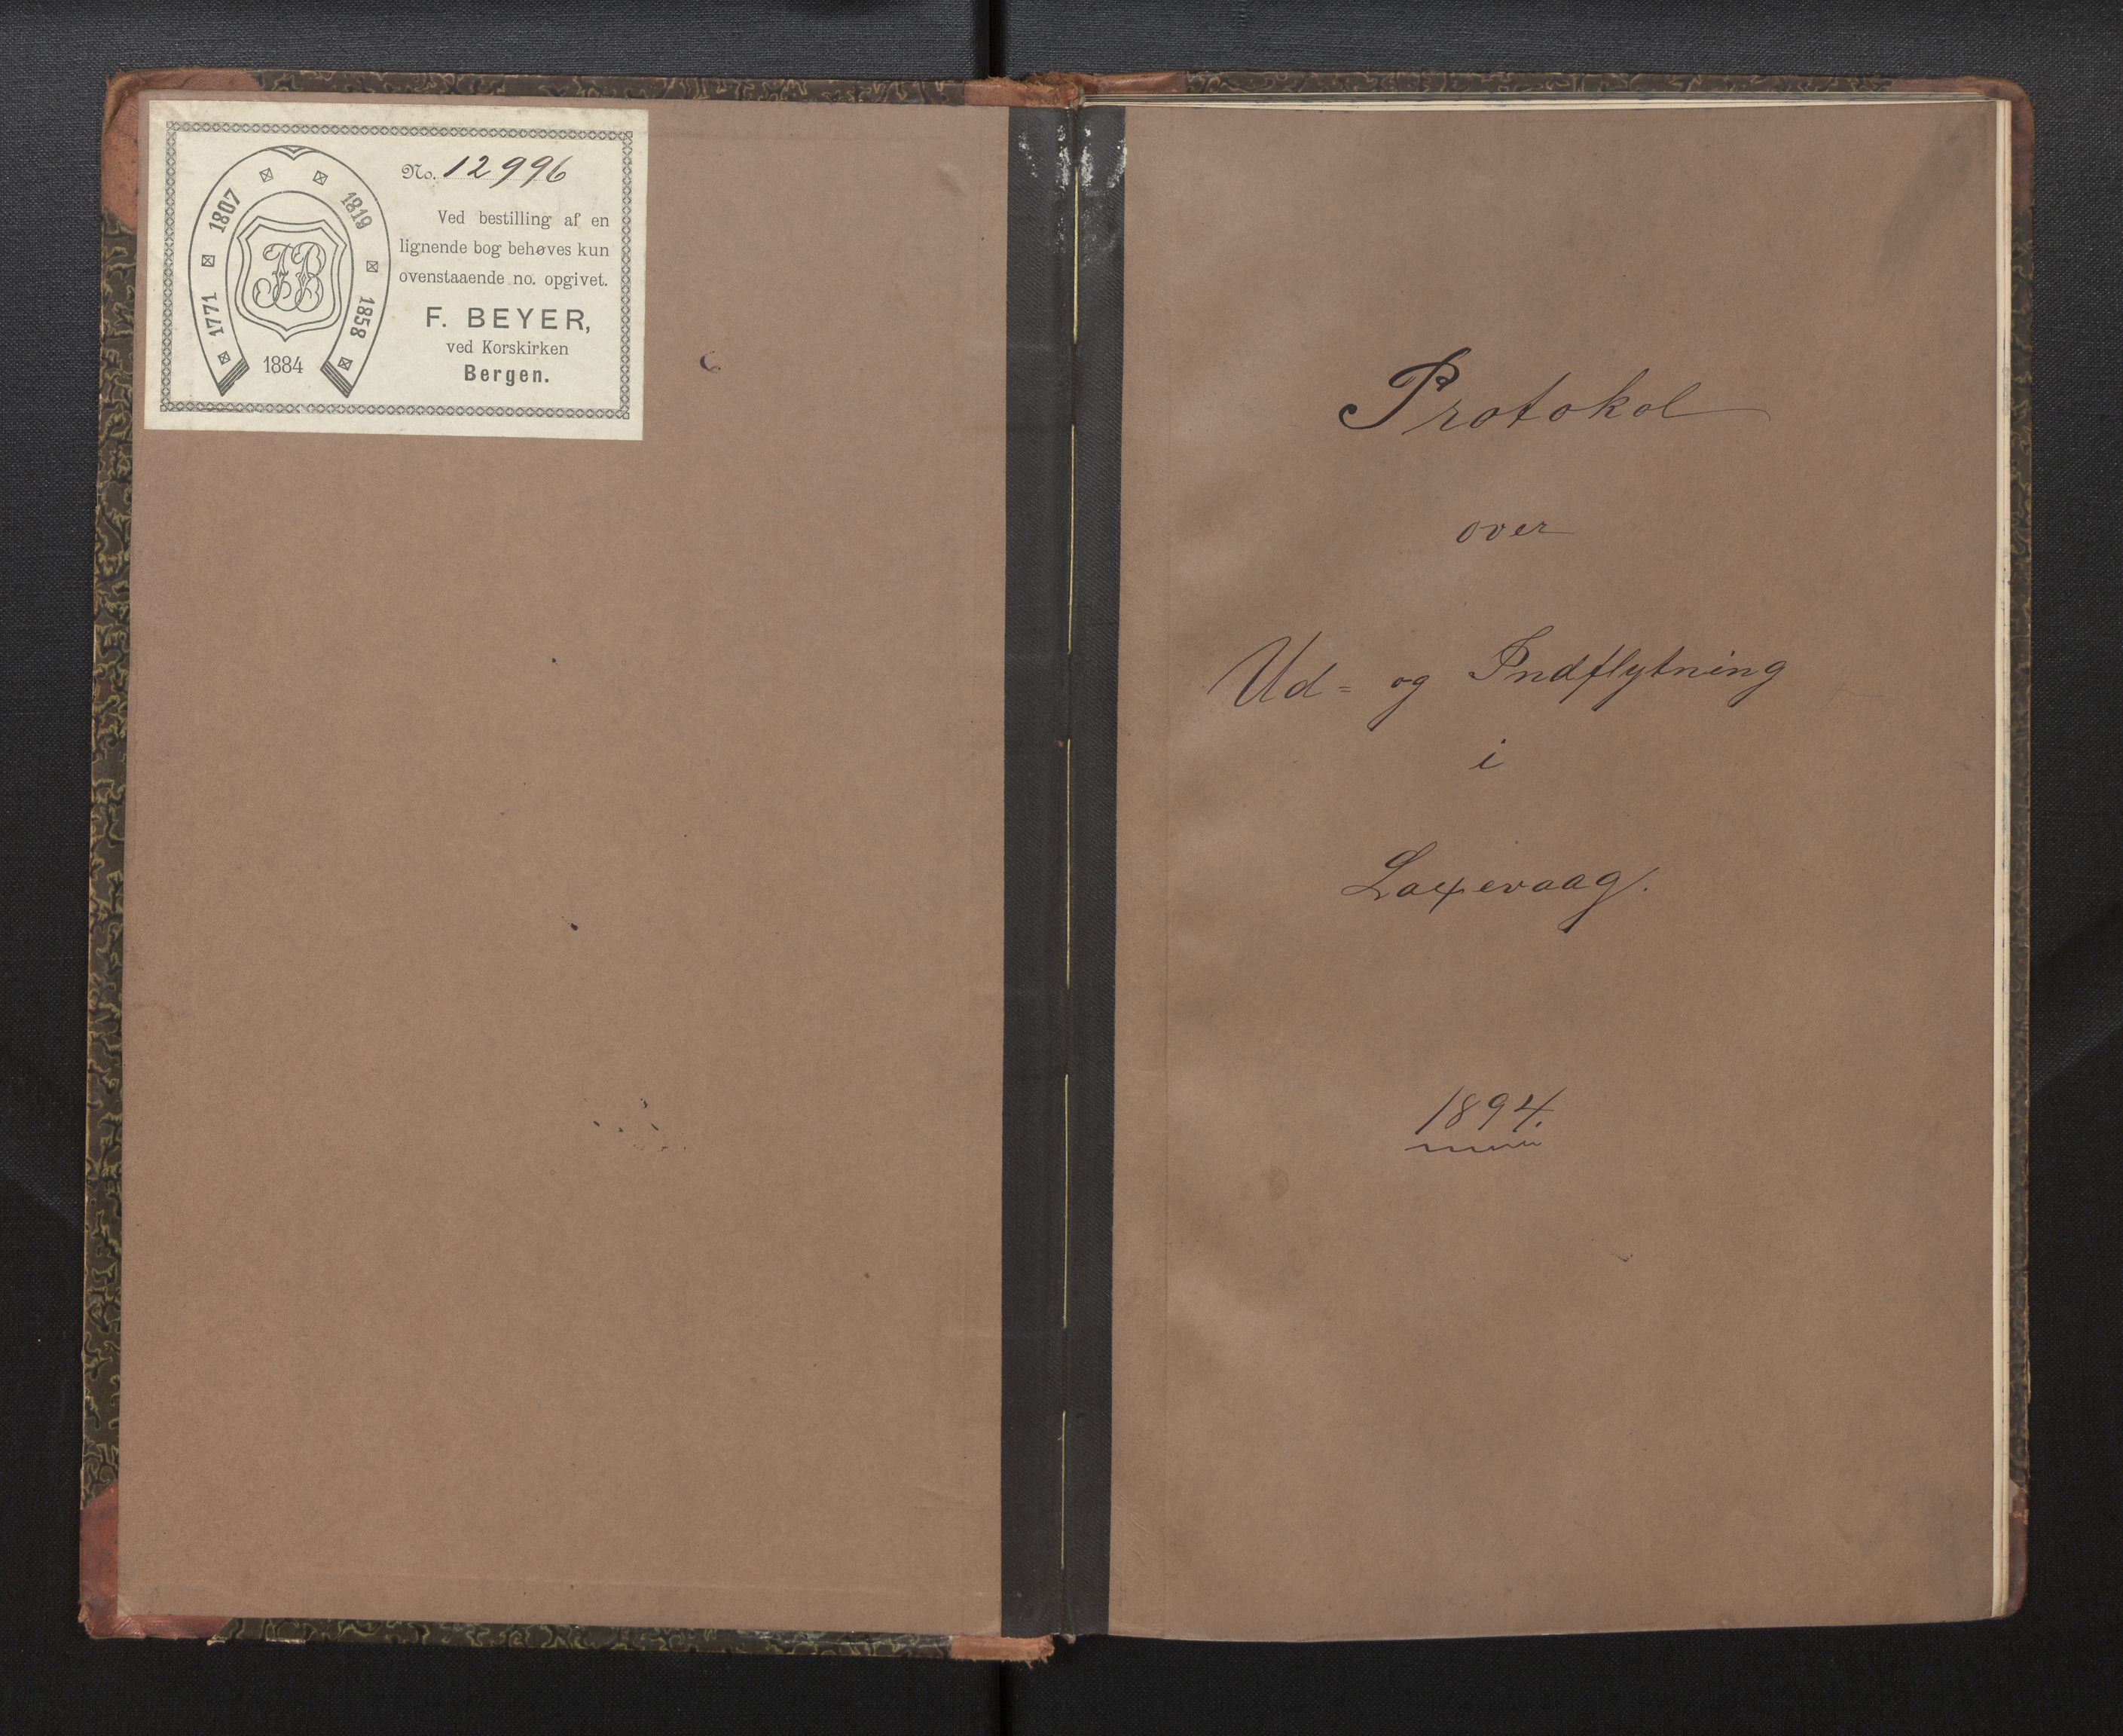 No. 12996
Ved bestilling af en
lignende bog behøves kun
ovenstaaende no. opgivet.
F. BEYER,
ved Korskirken
Bergen.
1771
1807
1819
1858
1884
FB
Protokol
over
Ud= og Indflytning
i
Laxevaag.
1894.